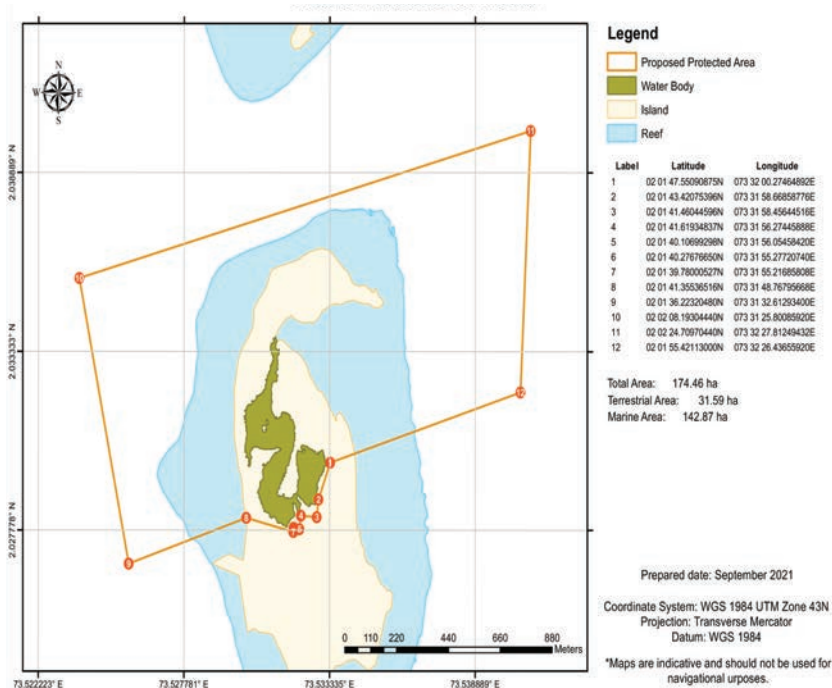 N
W E
S
2.038889° N
2.03333° N
2.027778° N
11
10
12
1
2
3
4
6
7
8
9
0 110 220 440 660 880
Meters
73.522223° E 73.527781° E 73.533335° E 73.538889° E
Legend
Proposed Protected Area
Water Body
Island
Reef
Label Latitude Longitude
1 02 01 47.55090875N 073 32 00.27464892E
2 02 01 43.42075396N 073 31 58.66858776E
3 02 01 41.46044596N 073 31 58.45644516E
4 02 01 41.61934837N 073 31 56.27445888E
5 02 01 40.10699298N 073 31 56.05458420E
6 02 01 40.27676650N 073 31 55.27720740E
7 02 01 39.78000527N 073 31 55.21685808E
8 02 01 41.35536516N 073 31 48.76795668E
9 02 01 36.22320480N 073 31 32.61293400E
10 02 02 08.19304440N 073 31 25.80085920E
11 02 02 24.70970440N 073 32 27.81249432E
12 02 01 55.42113000N 073 32 26.43655920E
Total Area: 174.46 ha
Terrestrial Area: 31.59 ha
Marine Area: 142.87 ha
Prepared date: September 2021
Coordinate System: WGS 1984 UTM Zone 43N
Projection: Transverse Mercator
Datum: WGS 1984
*Maps are indicative and should not be used for
navigational urposes.